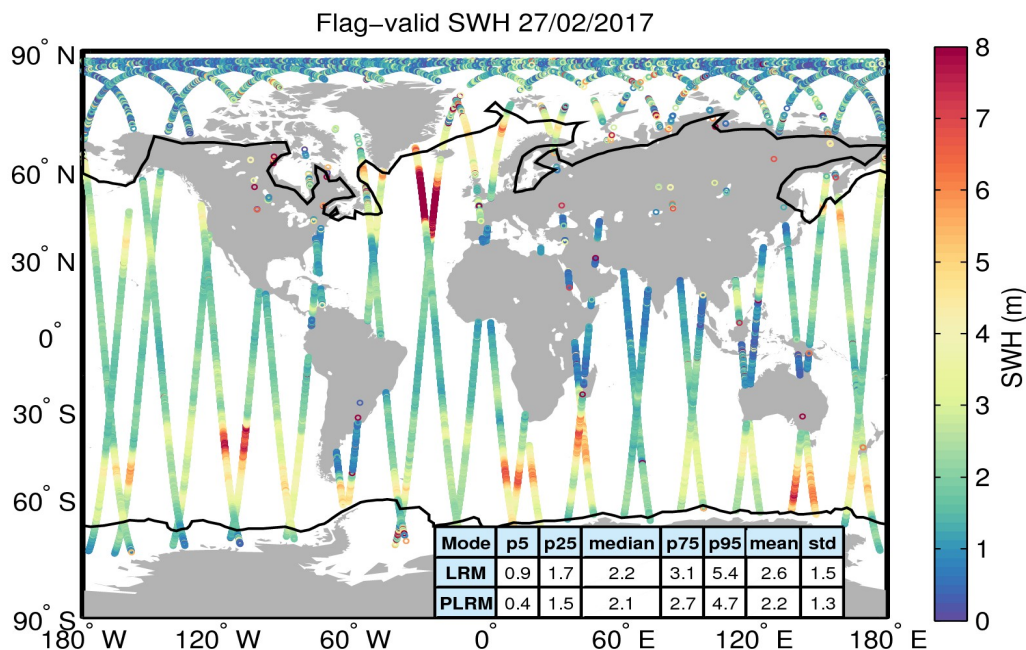 Flag-valid SWH 27/02/2017
90° N
60° N
30° N
0°
30° S
60° S
90° S
180° W
120° W
60° W
0°
60° E
120° E
180° E
Mode p5 p25 median p75 p95 mean std
LRM 0.9 1.7 2.2 3.1 5.4 2.6 1.5
PLRM 0.4 1.5 2.1 2.7 4.7 2.2 1.3
8
7
6
5
4
3
2
1
0
SWH (m)